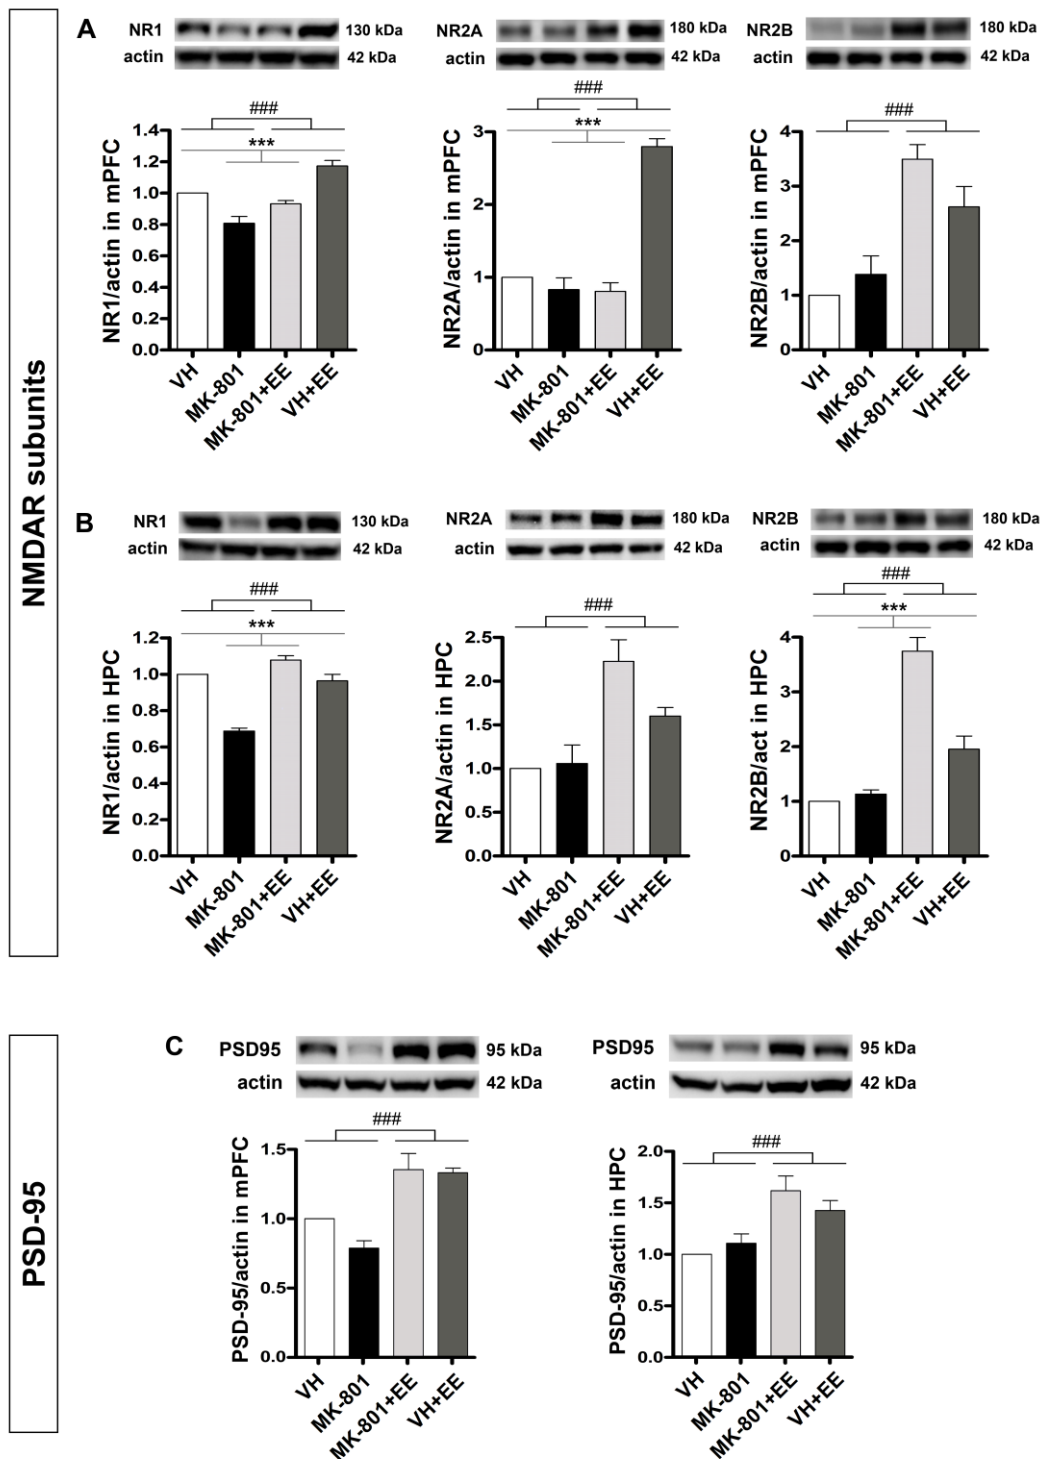 NMDAR subunits
A
NR1 130 kDa
actin 42 kDa
###
***
NR1/actin in mPFC
1.4
1.2
1.0
0.8
0.6
0.4
0.2
0.0
VH
MK-801
MK-801+EE
VH+EE
NR2A 180 kDa
actin 42 kDa
###
***
NR2A/actin in mPFC
3
2
1
0
VH
MK-801
MK-801+EE
VH+EE
NR2B 180 kDa
actin 42 kDa
###
NR2B/actin in mPFC
4
3
2
1
0
VH
MK-801
MK-801+EE
VH+EE
B
NR1 130 kDa
actin 42 kDa
###
***
NR1/actin in HPC
1.2
1.0
0.8
0.6
0.4
0.2
0.0
VH
MK-801
MK-801+EE
VH+EE
NR2A 180 kDa
actin 42 kDa
###
NR2A/actin in HPC
2.5
2.0
1.5
1.0
0.5
0.0
VH
MK-801
MK-801+EE
VH+EE
NR2B 180 kDa
actin 42 kDa
###
***
NR2B/act in HPC
4
3
2
1
0
VH
MK-801
MK-801+EE
VH+EE
PSD-95
C
PSD95 95 kDa
actin 42 kDa
###
PSD-95/actin in mPFC
1.5
1.0
0.5
0.0
VH
MK-801
MK-801+EE
VH+EE
PSD95 95 kDa
actin 42 kDa
###
PSD-95/actin in HPC
2.0
1.5
1.0
0.5
0.0
VH
MK-801
MK-801+EE
VH+EE